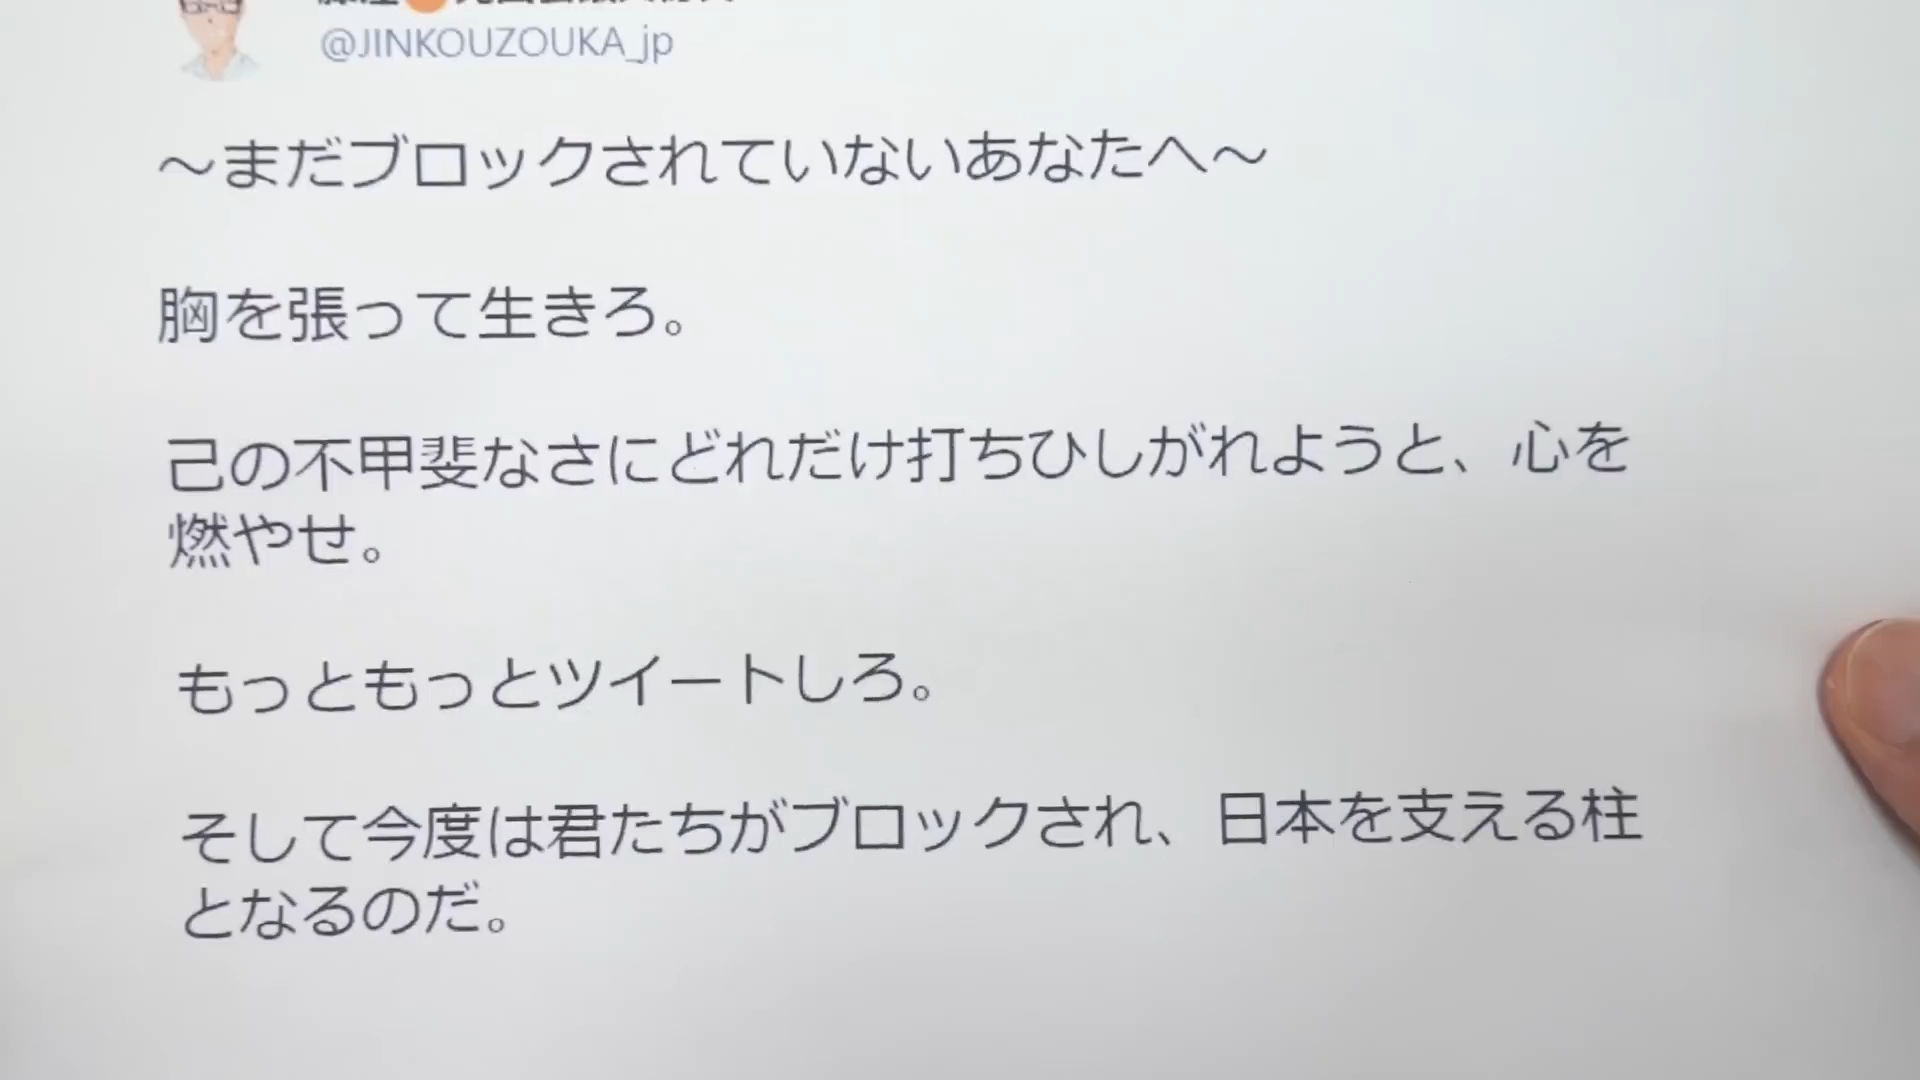 @JINKOUZOUKA_jp
～まだブロックされていないあなたへ～
胸を張って生きろ。
己の不甲斐なさにどれだけ打ちひしがれようと、心を
燃やせ。
もっともっとツイートしろ。
そして今度は君たちがブロックされ、日本を支える柱
となるのだ。